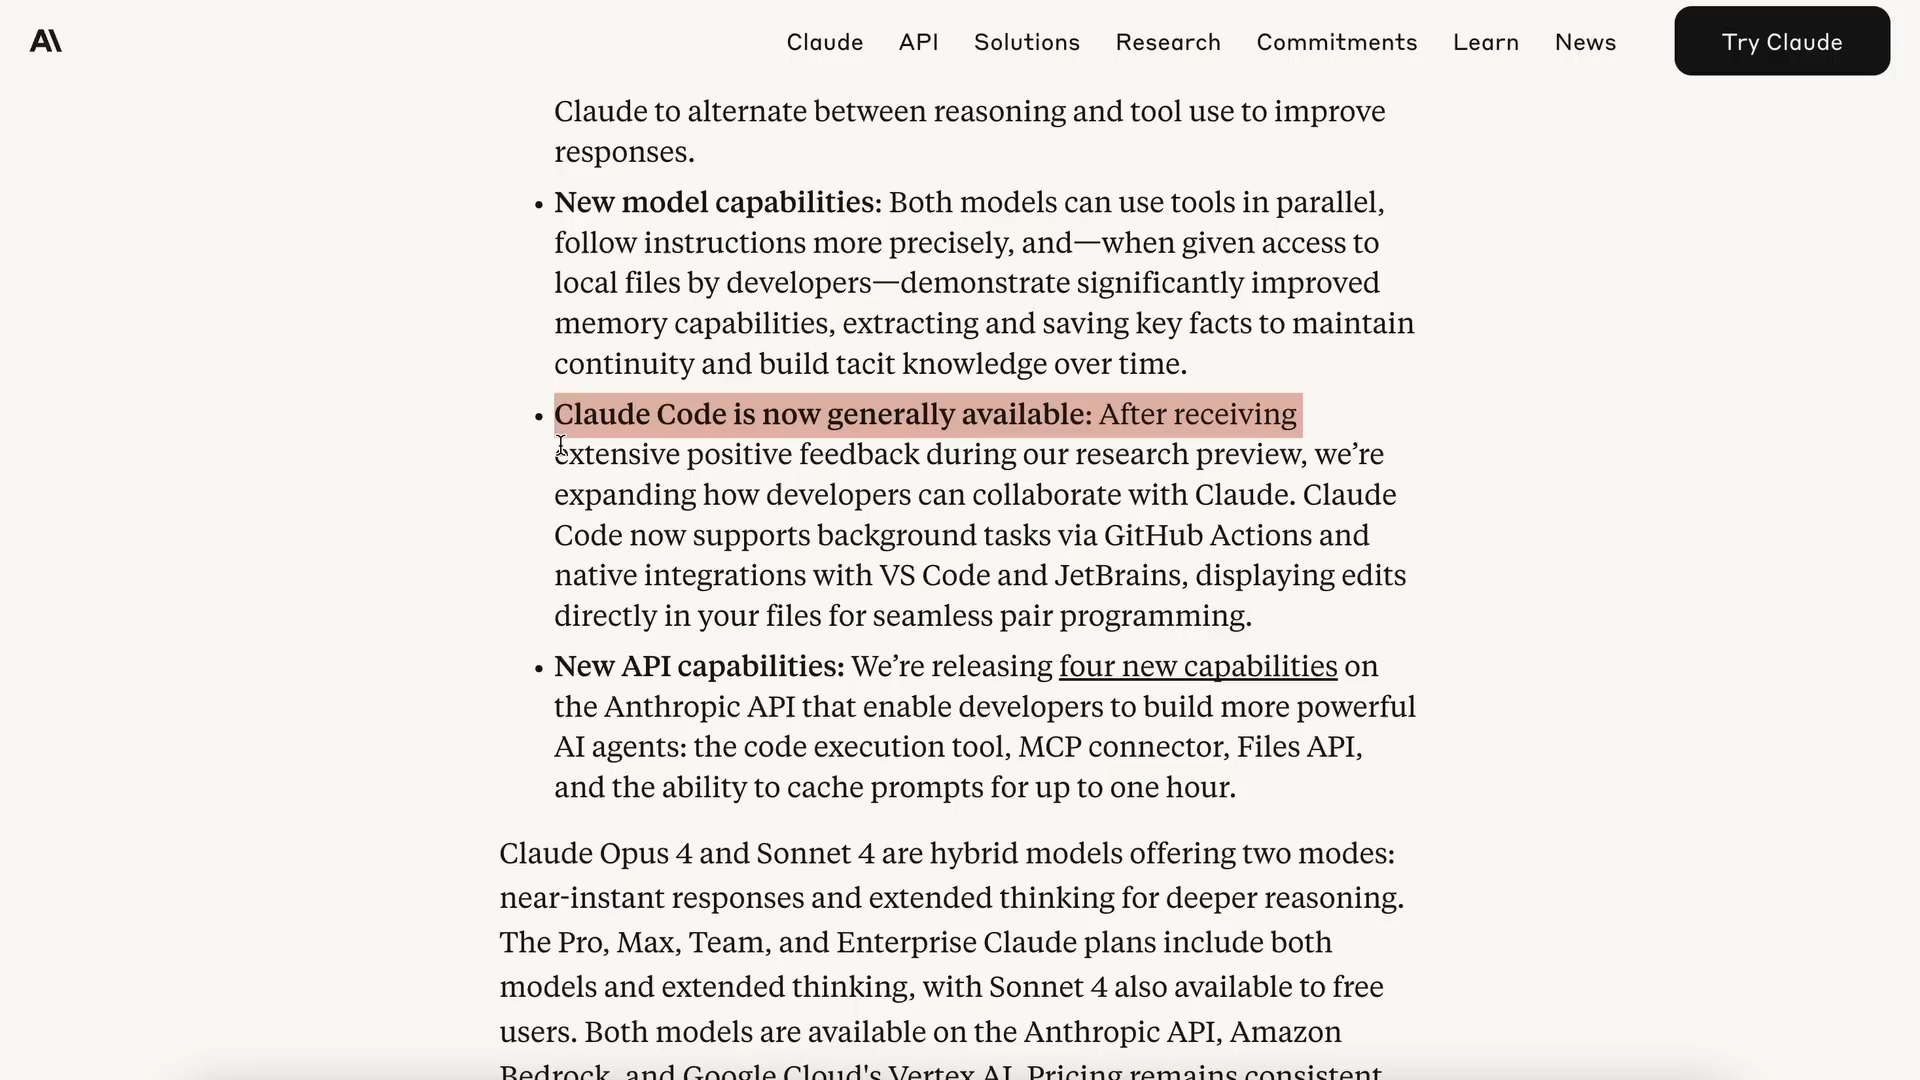 A\
Claude API Solutions Research Commitments Learn News Try Claude
Claude to alternate between reasoning and tool use to improve
responses.
• New model capabilities: Both models can use tools in parallel,
follow instructions more precisely, and—when given access to
local files by developers—demonstrate significantly improved
memory capabilities, extracting and saving key facts to maintain
continuity and build tacit knowledge over time.
• Claude Code is now generally available: After receiving
extensive positive feedback during our research preview, we’re
expanding how developers can collaborate with Claude. Claude
Code now supports background tasks via GitHub Actions and
native integrations with VS Code and JetBrains, displaying edits
directly in your files for seamless pair programming.
• New API capabilities: We’re releasing four new capabilities on
the Anthropic API that enable developers to build more powerful
AI agents: the code execution tool, MCP connector, Files API,
and the ability to cache prompts for up to one hour.
Claude Opus 4 and Sonnet 4 are hybrid models offering two modes:
near-instant responses and extended thinking for deeper reasoning.
The Pro, Max, Team, and Enterprise Claude plans include both
models and extended thinking, with Sonnet 4 also available to free
users. Both models are available on the Anthropic API, Amazon
Bedrock, and Google Cloud's Vertex AI. Pricing remains consistent